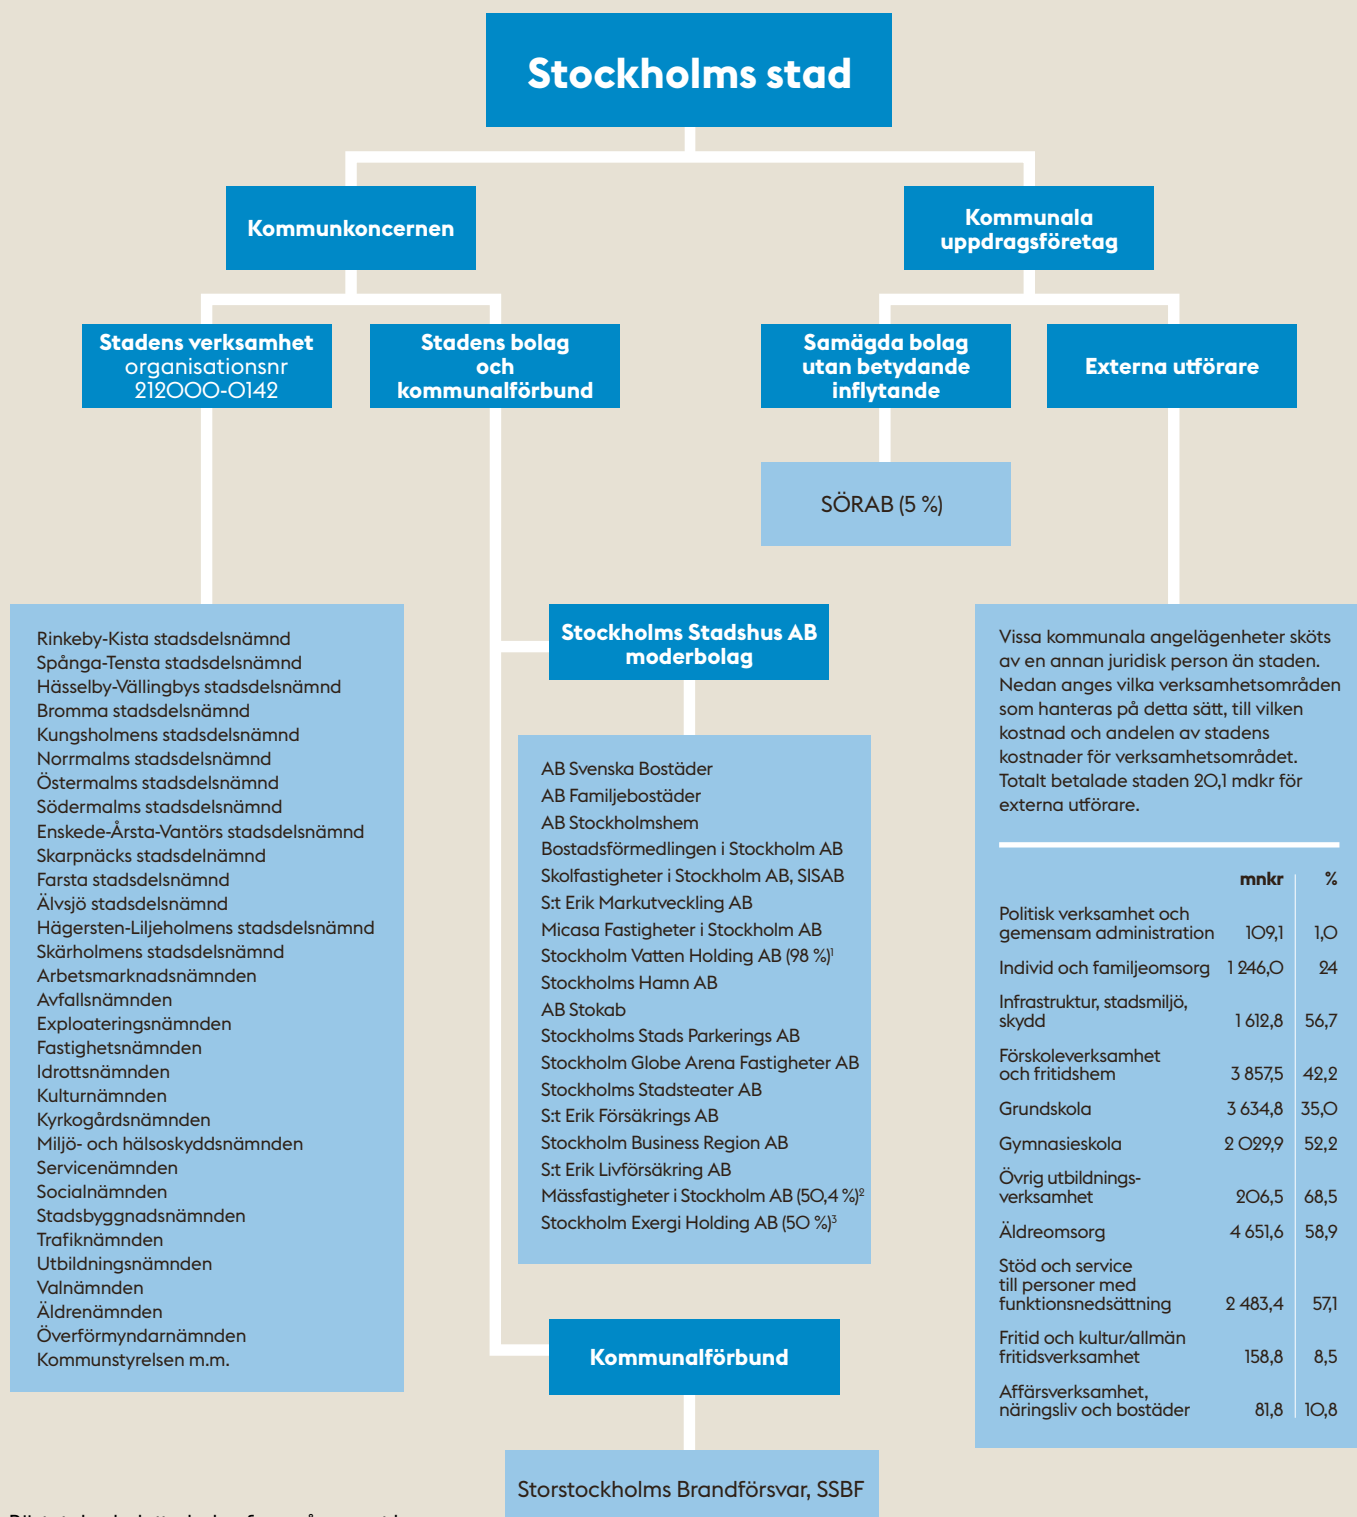 Stockholms stad
Kommunkoncernen
Kommunala
uppdragsföretag
Stadens verksamhet
organisationsnr
212000-0142
Stadens bolag
och
kommunalförbund
Samägda bolag
utan betydande
inflytande
Externa utförare
SÖRAB (5 %)
Rinkeby-Kista stadsdelsnämnd
Spånga-Tensta stadsdelsnämnd
Hässelby-Vällingbys stadsdelsnämnd
Bromma stadsdelsnämnd
Kungsholmens stadsdelsnämnd
Norrmalms stadsdelsnämnd
Östermalms stadsdelsnämnd
Södermalms stadsdelsnämnd
Enskede-Årsta-Vantörs stadsdelsnämnd
Skarpnäcks stadsdelnämnd
Farsta stadsdelsnämnd
Älvsjö stadsdelsnämnd
Hägersten-Liljeholmens stadsdelsnämnd
Skärholmens stadsdelsnämnd
Arbetsmarknadsnämnden
Avfallsnämnden
Exploateringsnämnden
Fastighetsnämnden
Idrottsnämnden
Kulturnämnden
Kyrkogårdsnämnden
Miljö- och hälsoskyddsnämnden
Servicenämnden
Socialnämnden
Stadsbyggnadsnämnden
Trafiknämnden
Utbildningsnämnden
Valnämnden
Äldrenämnden
Överförmyndarnämnden
Kommunstyrelsen m.m.
Stockholms Stadshus AB
moderbolag
AB Svenska Bostäder
AB Familjebostäder
AB Stockholmshem
Bostadsförmedlingen i Stockholm AB
Skolfastigheter i Stockholm AB, SISAB
S:t Erik Markutveckling AB
Micasa Fastigheter i Stockholm AB
Stockholm Vatten Holding AB (98 %)¹
Stockholms Hamn AB
AB Stokab
Stockholms Stads Parkerings AB
Stockholm Globe Arena Fastigheter AB
Stockholms Stadsteater AB
S:t Erik Försäkrings AB
Stockholm Business Region AB
S:t Erik Livförsäkring AB
Mässfastigheter i Stockholm AB (50,4 %)²
Stockholm Exergi Holding AB (50 %)³
Kommunalförbund
Storstockholms Brandförsvar, SSBF
Vissa kommunala angelägenheter sköts
av en annan juridisk person än staden.
Nedan anges vilka verksamhetsområden
som hanteras på detta sätt, till vilken
kostnad och andelen av stadens
kostnader för verksamhetsområdet.
Totalt betalade staden 20,1 mdkr för
externa utförare.
mnkr %
Politisk verksamhet och
gemensam administration 109,1 1,0
Individ och familjeomsorg 1 246,0 24
Infrastruktur, stadsmiljö,
skydd 1 612,8 56,7
Förskoleverksamhet
och fritidshem 3 857,5 42,2
Grundskola 3 634,8 35,0
Gymnasieskola 2 029,9 52,2
Övrig utbildnings-
verksamhet 206,5 68,5
Äldreomsorg 4 651,6 58,9
Stöd och service
till personer med
funktionsnedsättning 2 483,4 57,1
Fritid och kultur/allmän
fritidsverksamhet 158,8 8,5
Affärsverksamhet,
näringsliv och bostäder 81,8 10,8